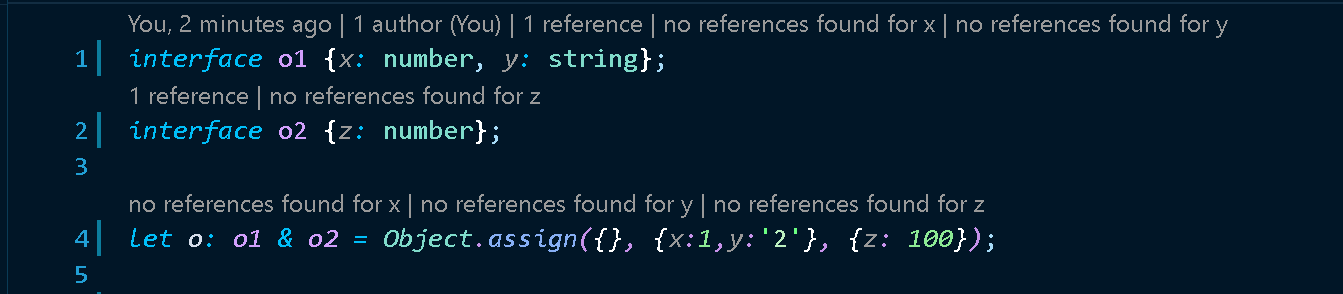 You, 2 minutes ago | 1 author (You) | 1 reference | no references found for x | no references found for y
1 interface o1 {x: number, y: string};
1 reference | no references found for z
2 interface o2 {z: number};
3
no references found for x | no references found for y | no references found for z
4 let o: o1 & o2 = Object.assign({}, {x:1,y:'2'}, {z: 100});
5